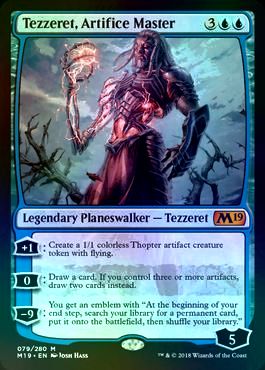 Tezzeret, Artifice Master 3
Legendary Planeswalker — Tezzeret M19
+1: Create a 1/1 colorless Thopter artifact creature
token with flying.
0: Draw a card. If you control three or more artifacts,
draw two cards instead.
−9: You get an emblem with "At the beginning of your
end step, search your library for a permanent card,
put it onto the battlefield, then shuffle your library."
5
079/280 M
M19 • EN Josh Hass
™ & © 2018 Wizards of the Coast